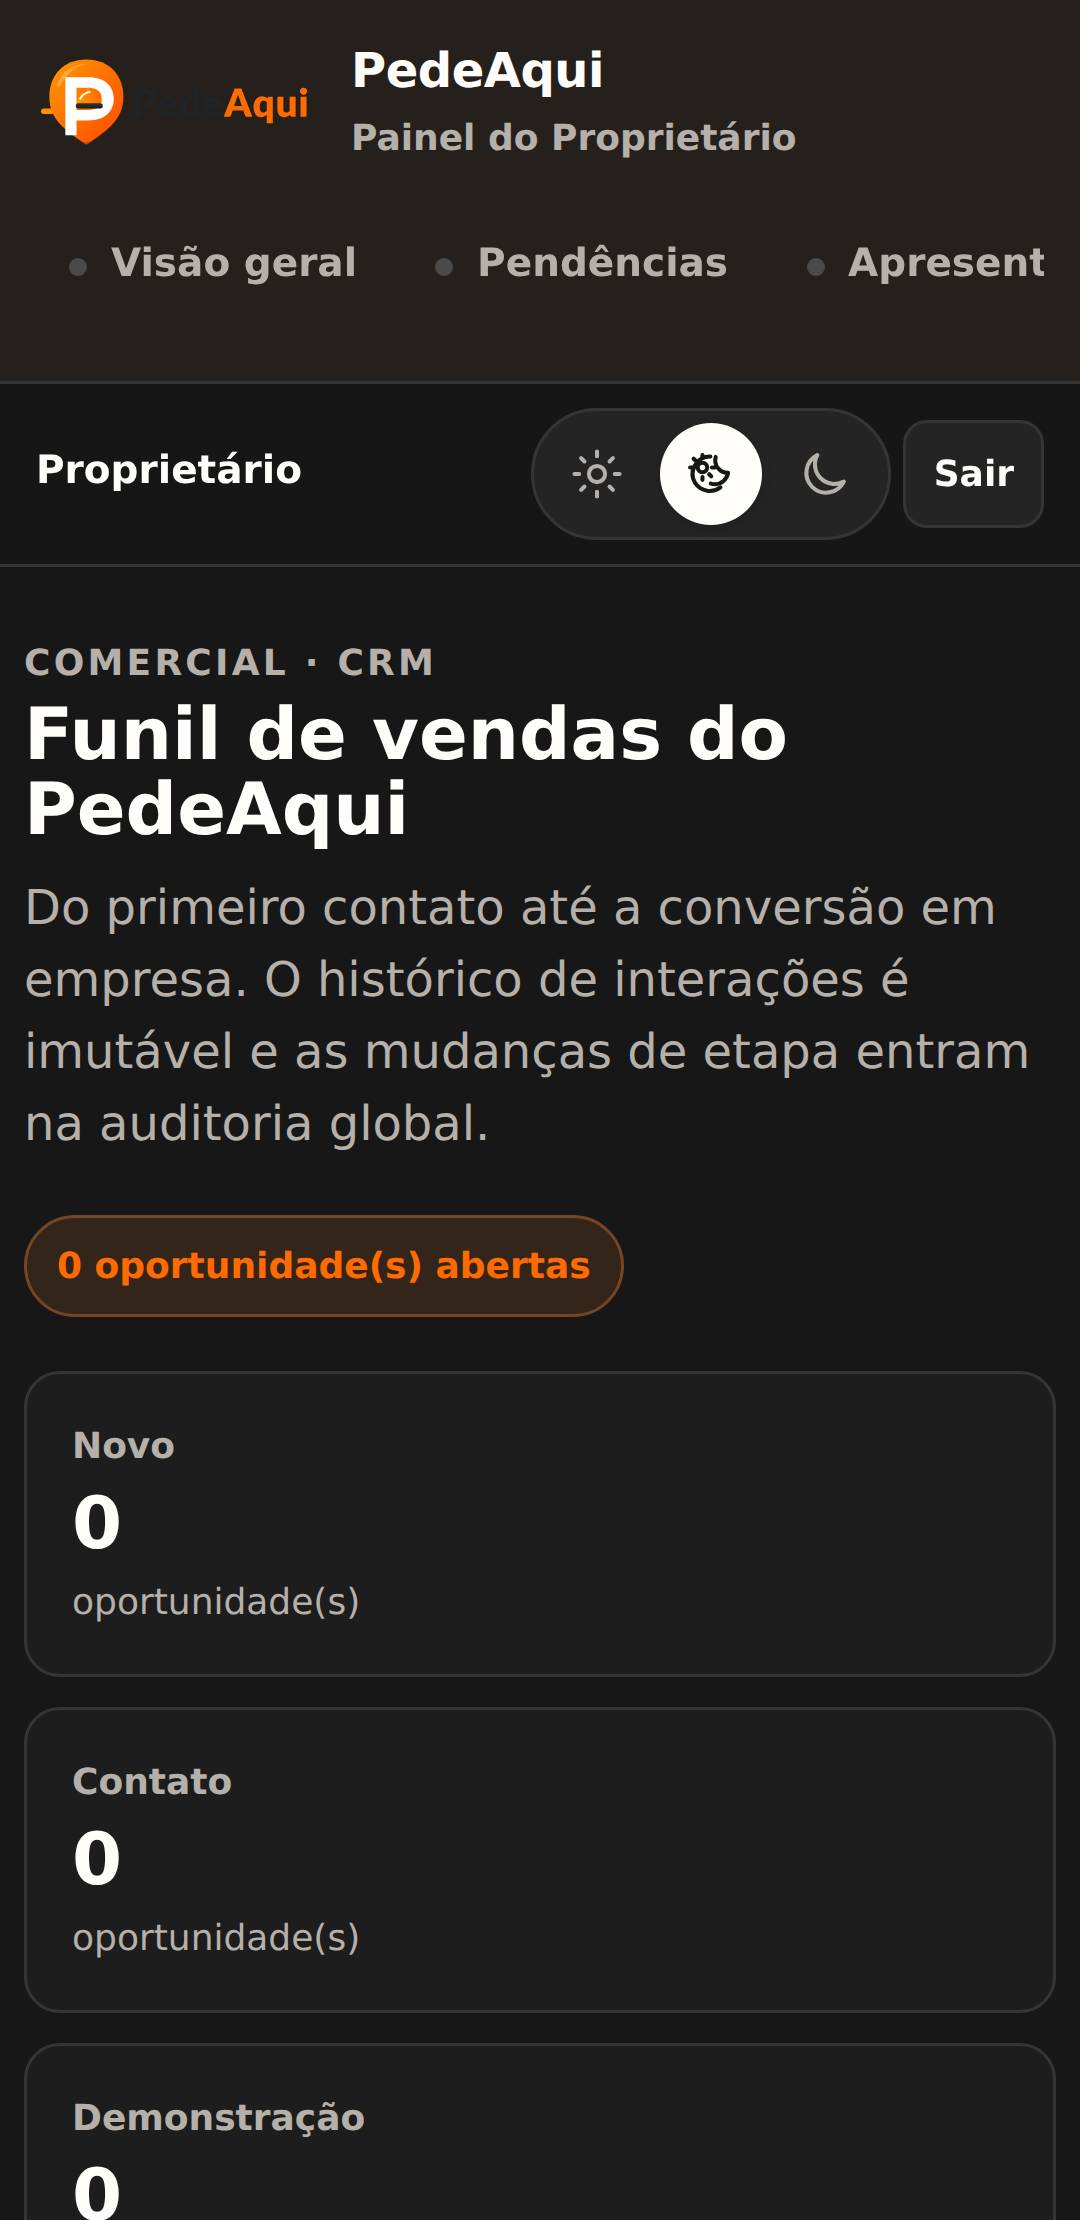 PedeAqui
PedeAqui
Painel do Proprietário
Visão geral
Pendências
Apresent
Proprietário
Sair
COMERCIAL · CRM
Funil de vendas do
PedeAqui
Do primeiro contato até a conversão em
empresa. O histórico de interações é
imutável e as mudanças de etapa entram
na auditoria global.
0 oportunidade(s) abertas
Novo
0
oportunidade(s)
Contato
0
oportunidade(s)
Demonstração
0